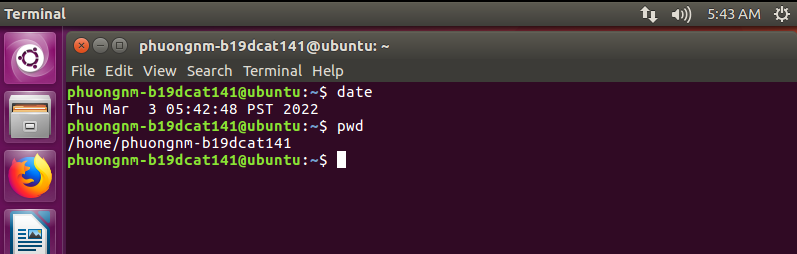 Terminal 5:43 AM
phuongnm-b19dcat141@ubuntu: ~
File Edit View Search Terminal Help
phuongnm-b19dcat141@ubuntu:~$ date
Thu Mar  3 05:42:48 PST 2022
phuongnm-b19dcat141@ubuntu:~$ pwd
/home/phuongnm-b19dcat141
phuongnm-b19dcat141@ubuntu:~$